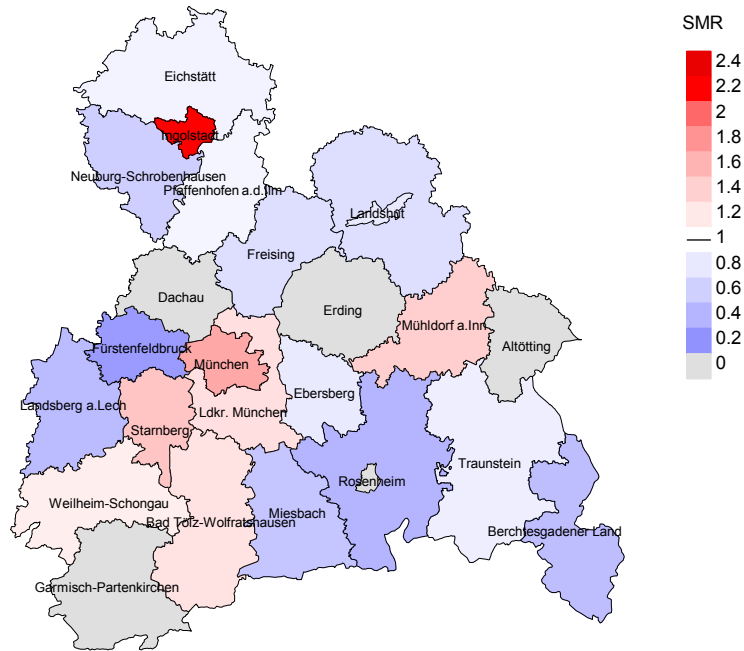 SMR
2.4
2.2
2
1.8
1.6
1.4
1.2
1
0.8
0.6
0.4
0.2
0
Eichstätt
Ingolstadt
Neuburg-Schrobenhausen
Pfaffenhofen a.d.Ilm
Landshut
Freising
Dachau
Erding
Mühldorf a.Inn
Altötting
Fürstenfeldbruck
München
Ebersberg
Landsberg a.Lech
Ldkr. München
Starnberg
Traunstein
Rosenheim
Weilheim-Schongau
Miesbach
Bad Tölz-Wolfratshausen
Berchtesgadener Land
Garmisch-Partenkirchen